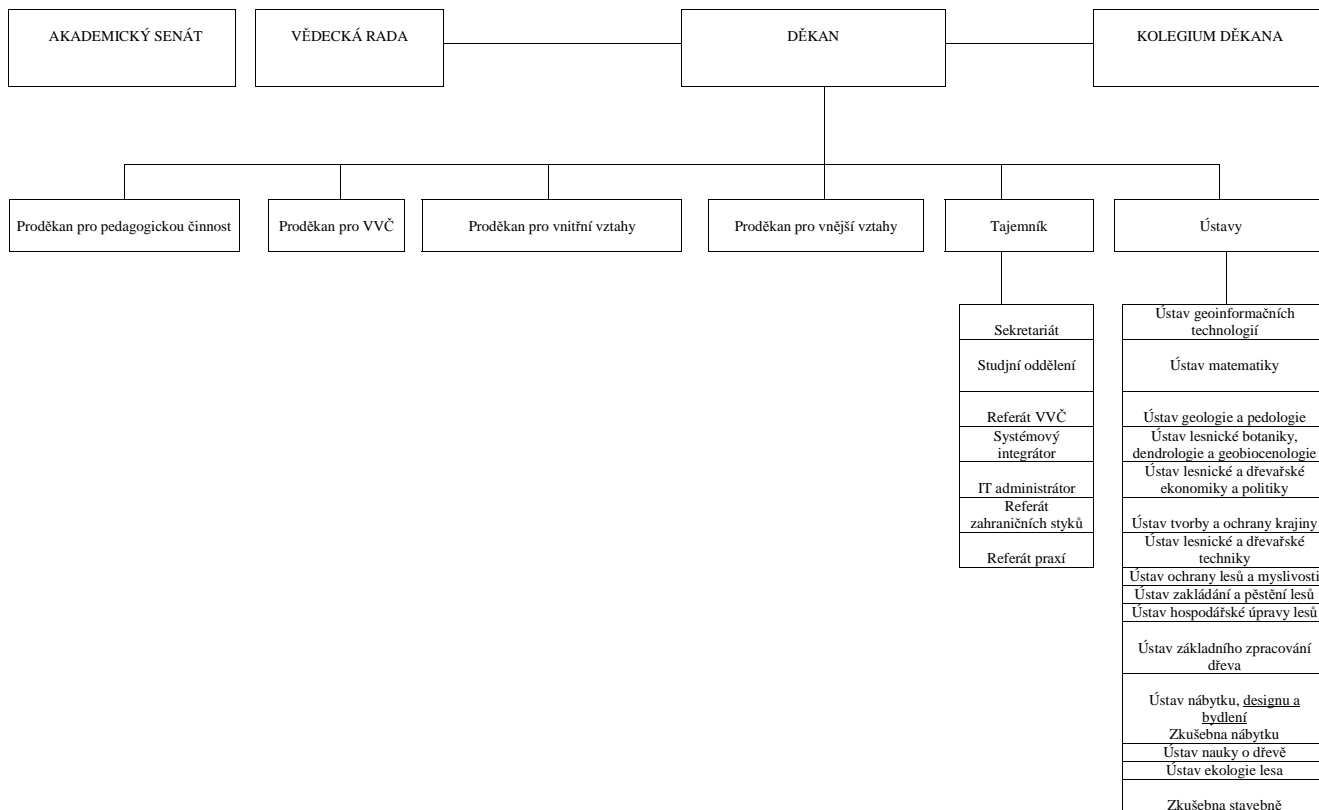 AKADEMICKÝ SENÁT
VĚDECKÁ RADA
DĚKAN
KOLEGIUM DĚKANA
Proděkan pro pedagogickou činnost
Proděkan pro VVČ
Proděkan pro vnitřní vztahy
Proděkan pro vnější vztahy
Tajemník
Ústavy
Sekretariát
Studjní oddělení
Referát VVČ
Systémový
integrátor
IT administrátor
Referát
zahraničních styků
Referát praxí
Ústav geoinformačních
technologií
Ústav matematiky
Ústav geologie a pedologie
Ústav lesnické botaniky,
dendrologie a geobiocenologie
Ústav lesnické a dřevařské
ekonomiky a politiky
Ústav tvorby a ochrany krajiny
Ústav lesnické a dřevařské
techniky
Ústav ochrany lesů a myslivosti
Ústav zakládání a pěstění lesů
Ústav hospodářské úpravy lesů
Ústav základního zpracování
dřeva
Ústav nábytku, designu a
bydlení
Zkušebna nábytku
Ústav nauky o dřevě
Ústav ekologie lesa
Zkušebna stavebně